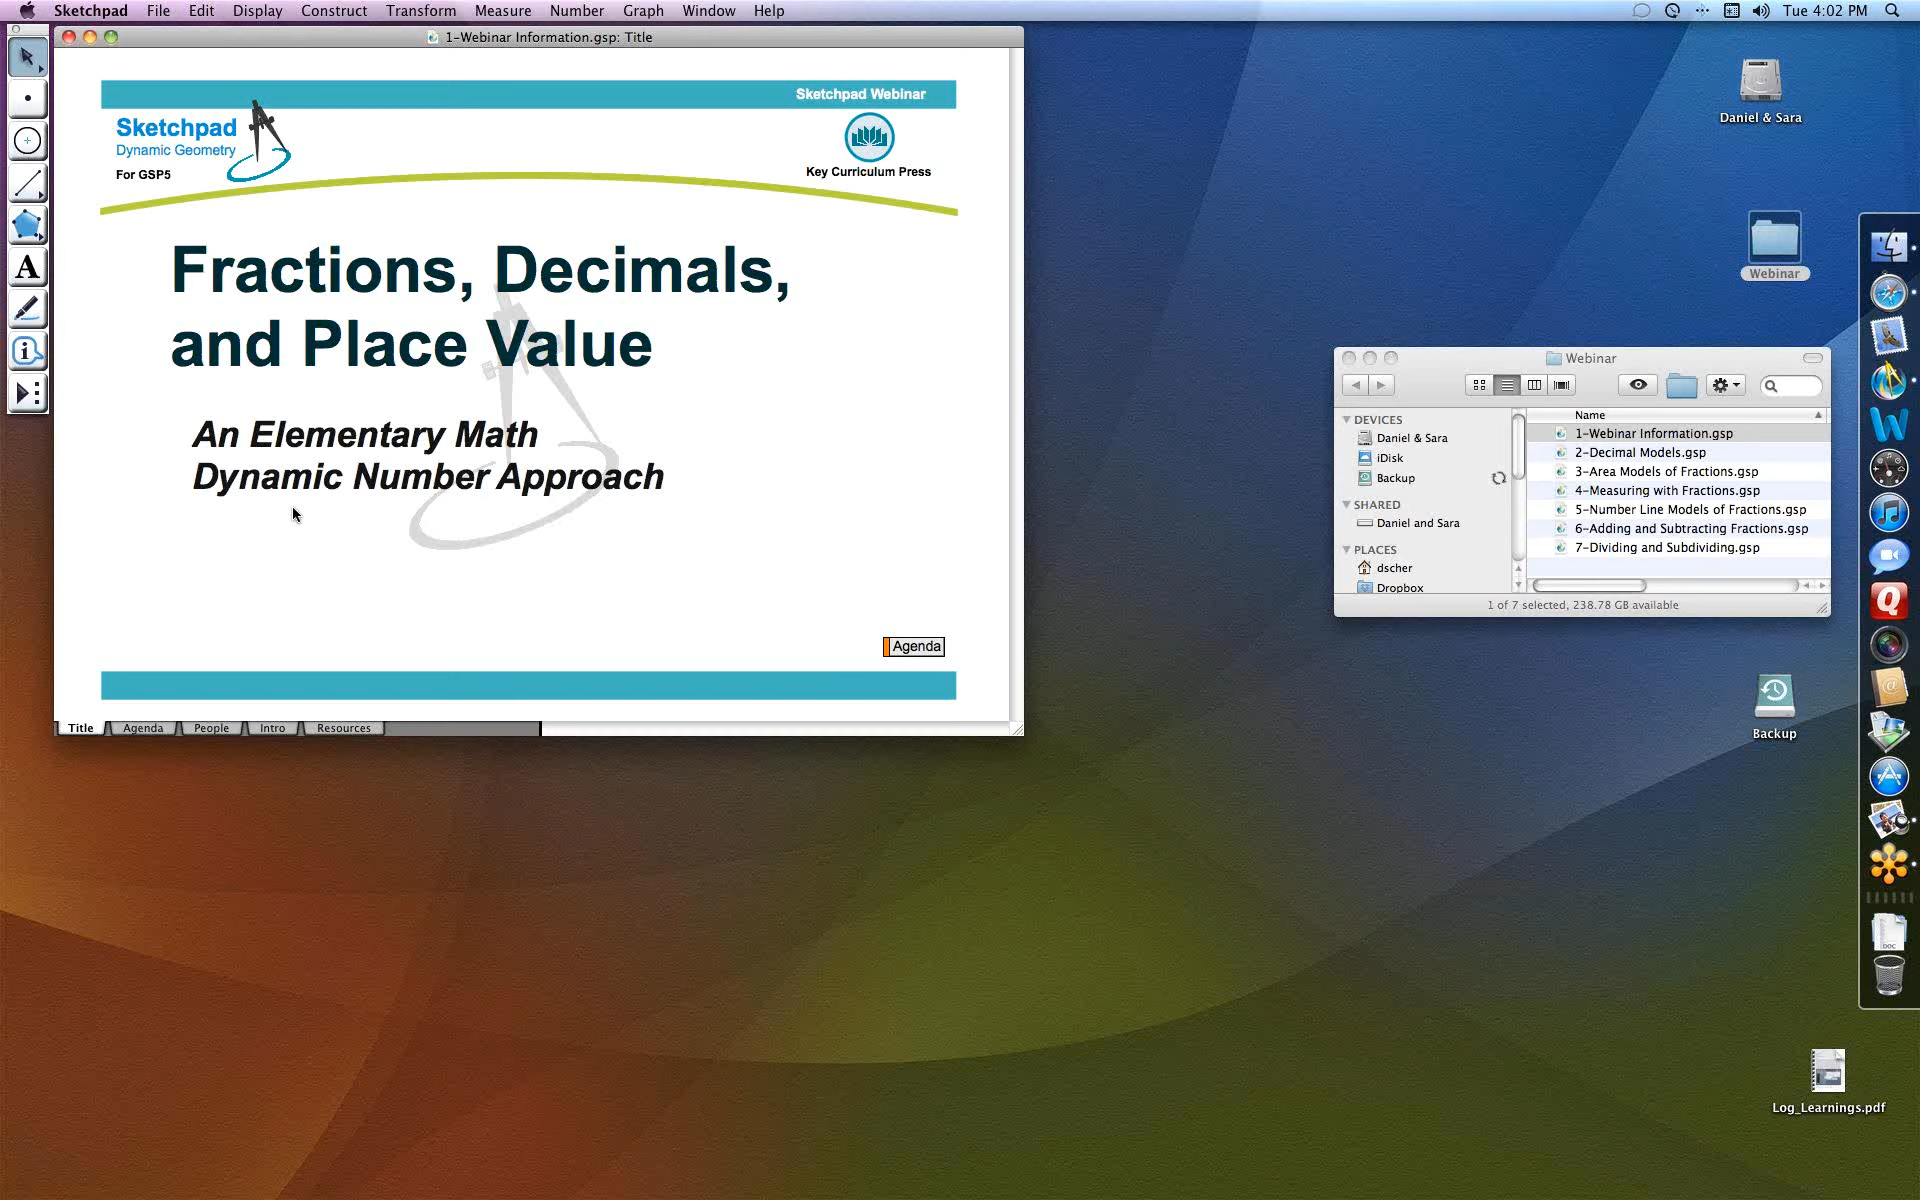 Sketchpad File Edit Display Construct Transform Measure Number Graph Window Help
Tue 4:02 PM
1-Webinar Information.gsp: Title
Sketchpad Webinar
Sketchpad
Dynamic Geometry
For GSP5
Key Curriculum Press
Fractions, Decimals,
and Place Value
An Elementary Math
Dynamic Number Approach
Agenda
Title Agenda People Intro Resources
A
Daniel & Sara
Webinar
Webinar
Name
DEVICES
Daniel & Sara
iDisk
Backup
SHARED
Daniel and Sara
PLACES
dscher
Dropbox
1-Webinar Information.gsp
2-Decimal Models.gsp
3-Area Models of Fractions.gsp
4-Measuring with Fractions.gsp
5-Number Line Models of Fractions.gsp
6-Adding and Subtracting Fractions.gsp
7-Dividing and Subdividing.gsp
1 of 7 selected, 238.78 GB available
Backup
DOC
Log_Learnings.pdf